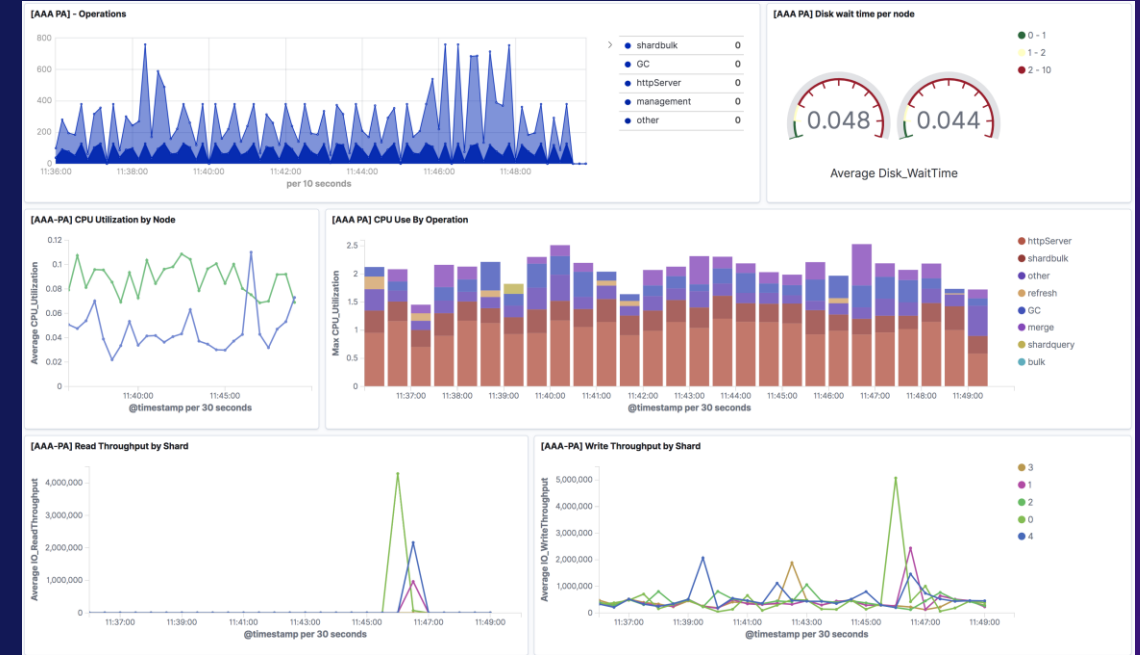 [AAA PA] - Operations
800
600
400
200
0
11:36:00 11:38:00 11:40:00 11:42:00 11:44:00 11:46:00 11:48:00
per 10 seconds
shardbulk 0
GC 0
httpServer 0
management 0
other 0
[AAA PA] Disk wait time per node
0.048
0.044
Average Disk_WaitTime
0 - 1
1 - 2
2 - 10
[AAA-PA] CPU Utilization by Node
Average CPU_Utilization
0.12
0.1
0.08
0.06
0.04
0.02
0
11:40:00 11:45:00
@timestamp per 30 seconds
[AAA PA] CPU Use By Operation
Max CPU_Utilization
2.5
2
1.5
1
0.5
0
11:37:00 11:38:00 11:39:00 11:40:00 11:41:00 11:42:00 11:43:00 11:44:00 11:45:00 11:46:00 11:47:00 11:48:00 11:49:00
@timestamp per 30 seconds
httpServer
shardbulk
other
refresh
GC
merge
shardquery
bulk
[AAA-PA] Read Throughput by Shard
Average IO_ReadThroughput
4,000,000
3,000,000
2,000,000
1,000,000
0
11:37:00 11:39:00 11:41:00 11:43:00 11:45:00 11:47:00 11:49:00
@timestamp per 30 seconds
[AAA-PA] Write Throughput by Shard
Average IO_WriteThroughput
5,000,000
4,000,000
3,000,000
2,000,000
1,000,000
0
11:37:00 11:39:00 11:41:00 11:43:00 11:45:00 11:47:00 11:49:00
@timestamp per 30 seconds
3
1
2
0
4